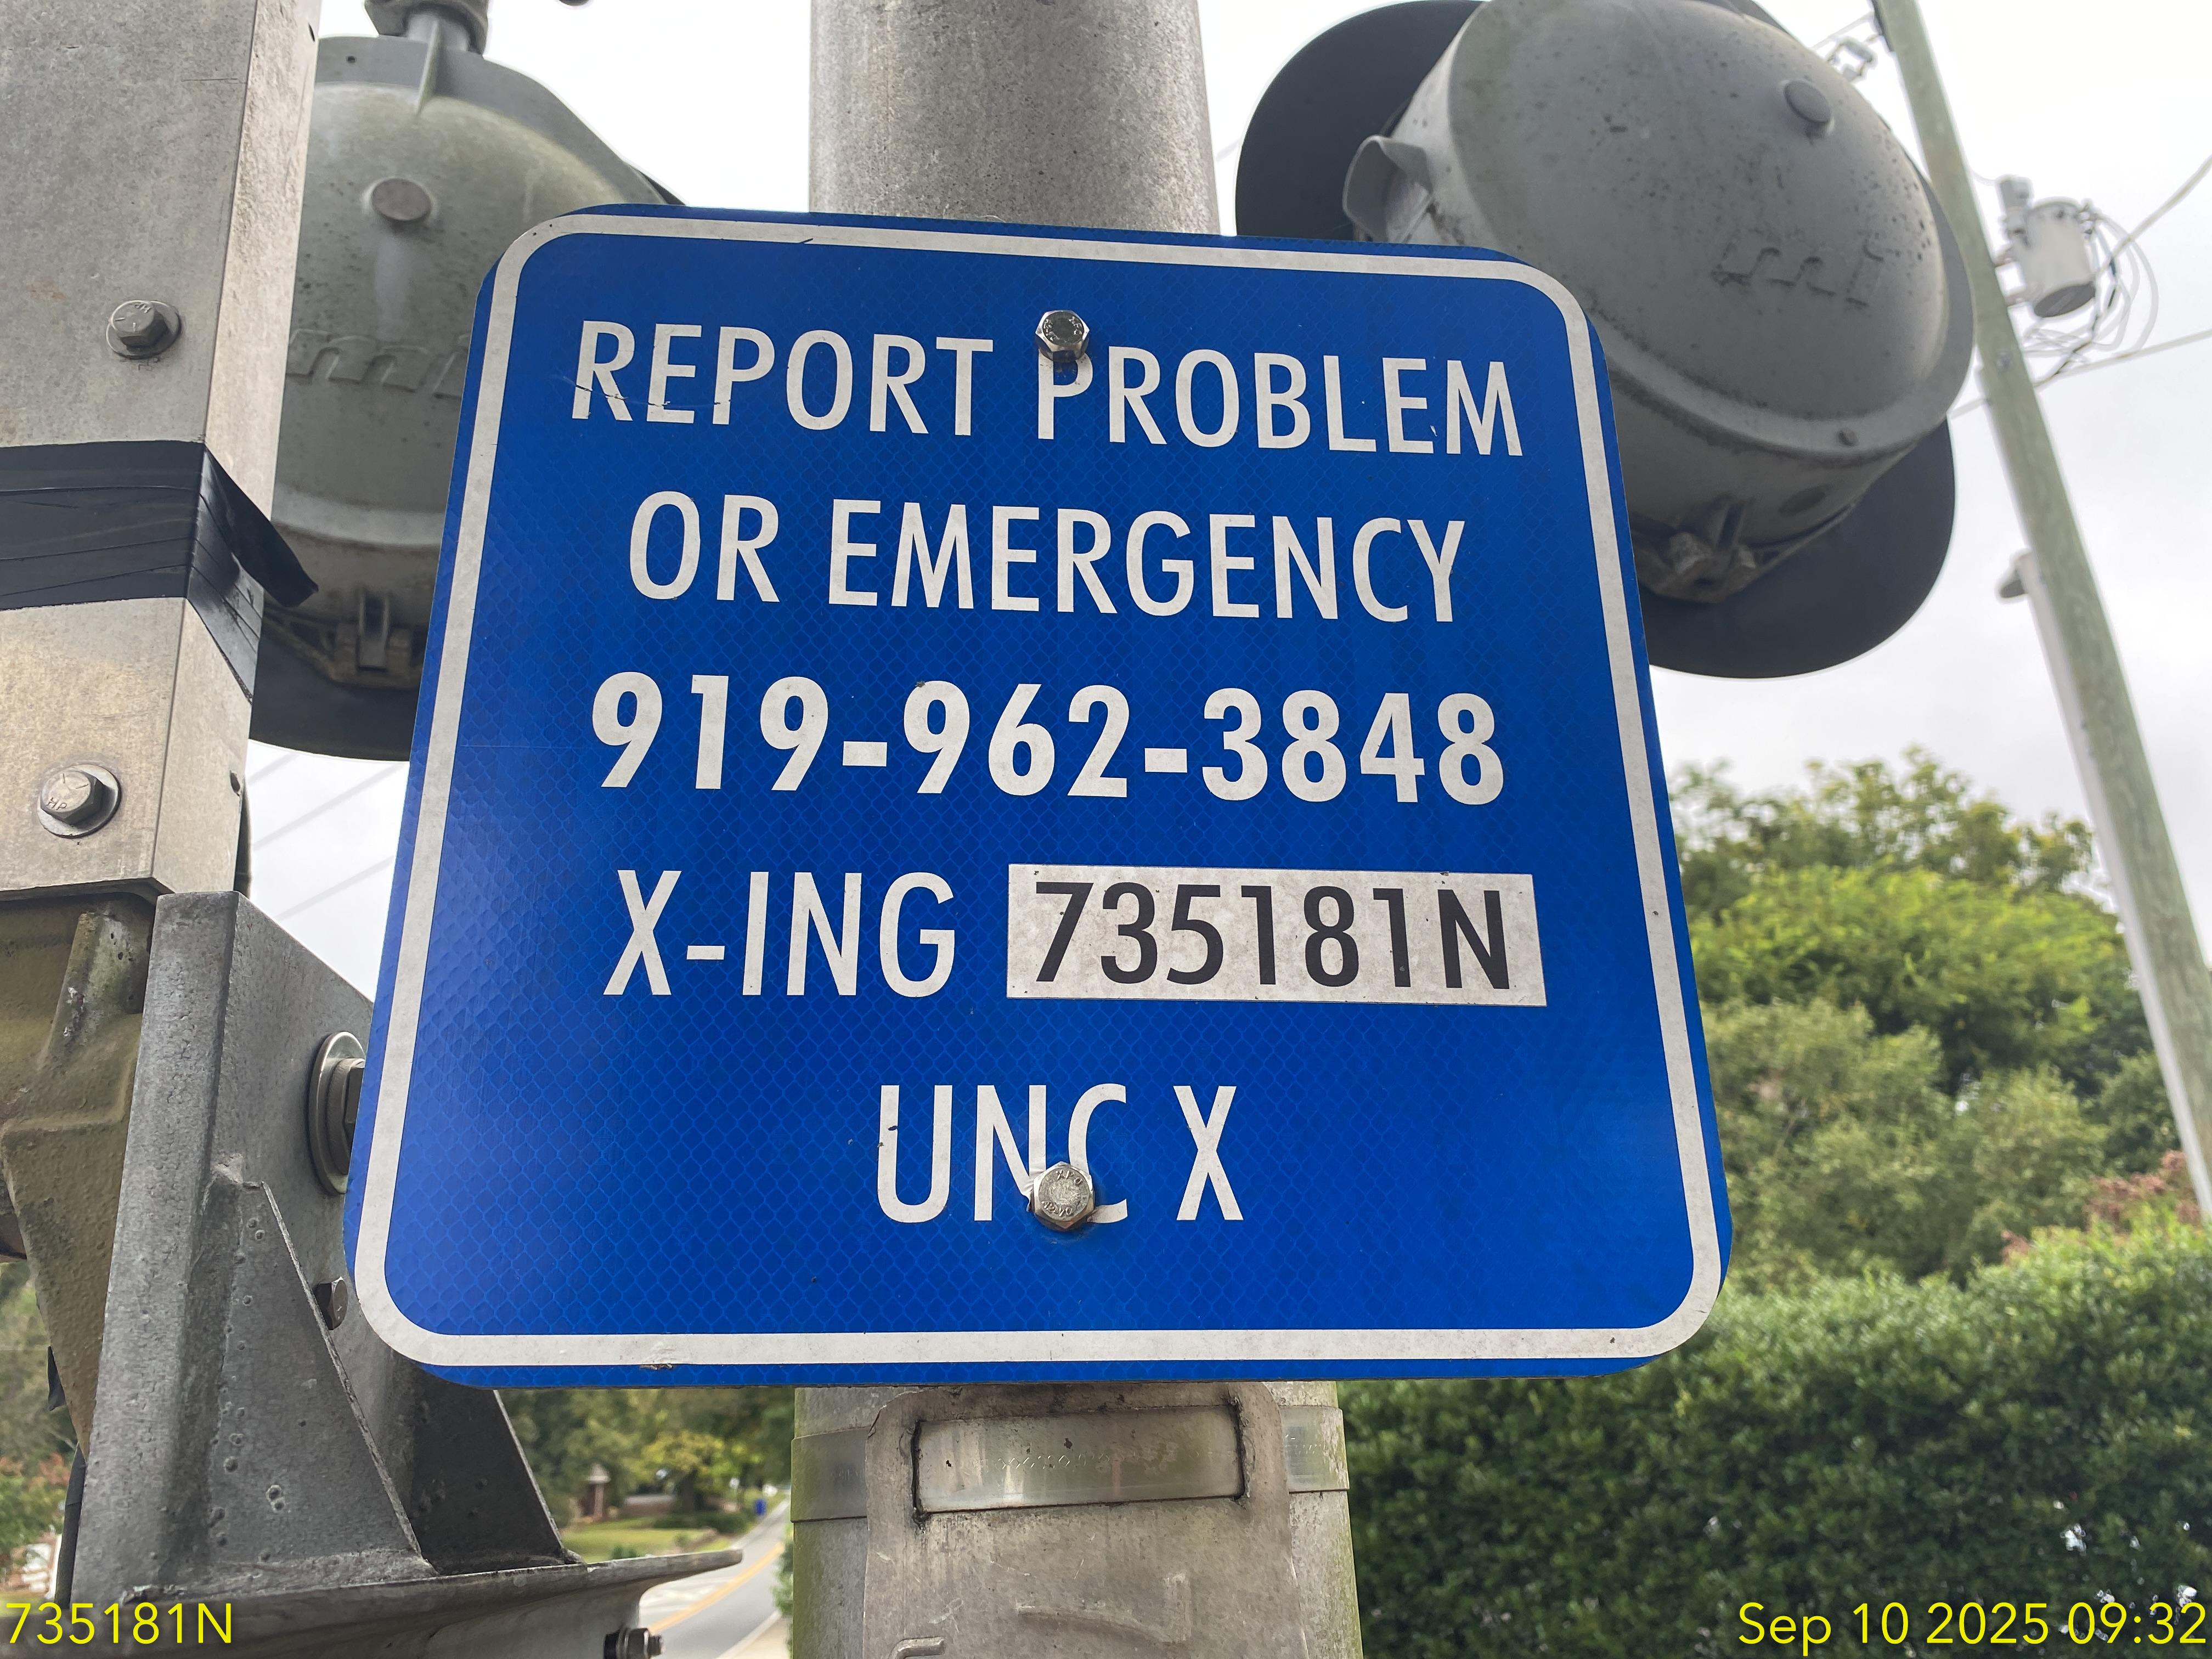 REPORT PROBLEM
OR EMERGENCY
919-962-3848
X-ING 735181N
UNC X
735181N
Sep 10 2025 09:32